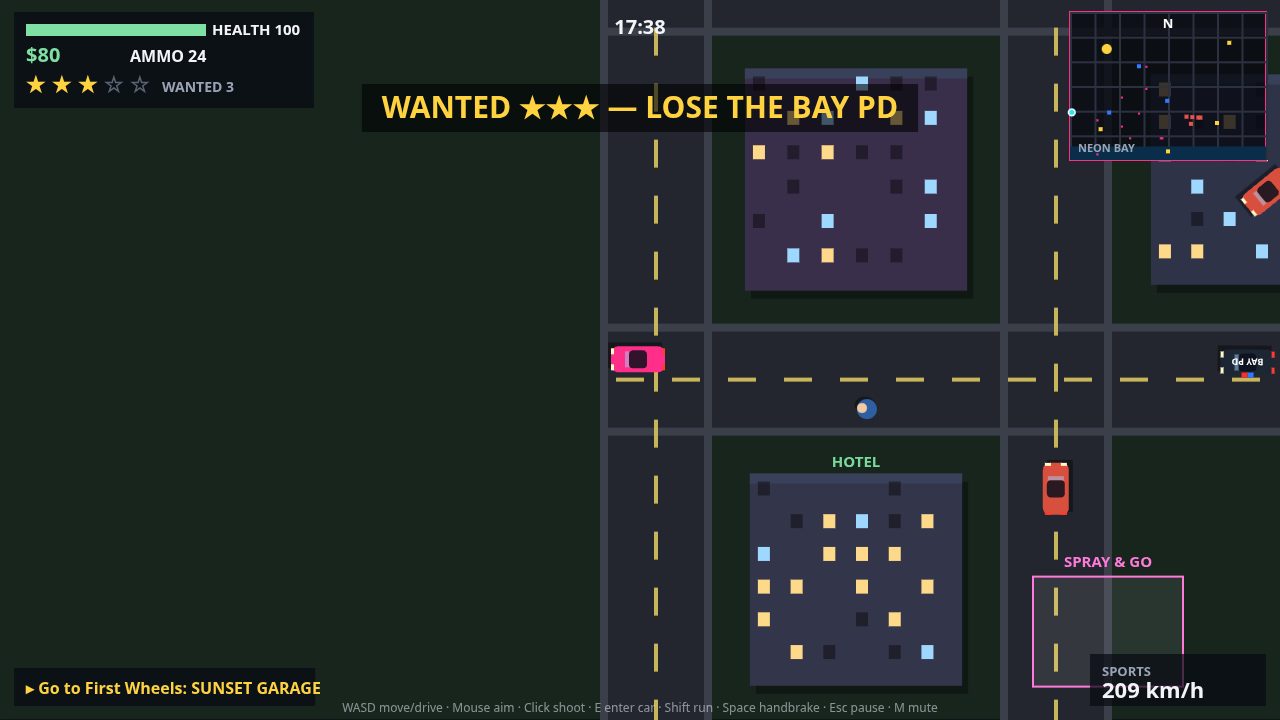 HEALTH 100
$80 AMMO 24
★★★☆☆ WANTED 3
17:38
N
NEON BAY
WANTED ★★★ — LOSE THE BAY PD
BAY PD
HOTEL
SPRAY & GO
SPORTS
209 km/h
▸ Go to First Wheels: SUNSET GARAGE
WASD move/drive · Mouse aim · Click shoot · E enter car · Shift run · Space handbrake · Esc pause · M mute